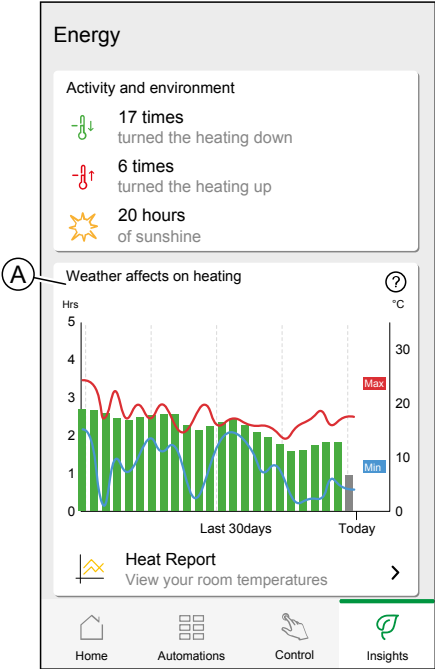 Energy
Activity and environment
17 times
turned the heating down
6 times
turned the heating up
20 hours
of sunshine
A
Weather affects on heating
?
Hrs
°C
5
4
3
2
1
0
30
20
10
0
Max
Min
Last 30days
Today
Heat Report
View your room temperatures
Home
Automations
Control
Insights